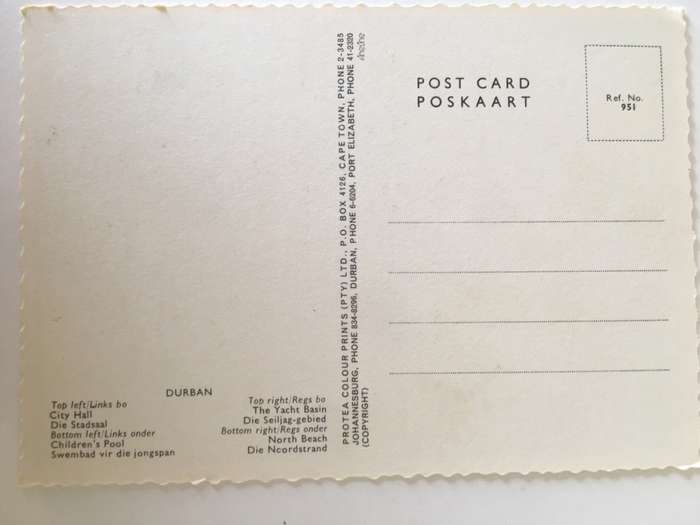 POST CARD
POSKAART
Ref. No.
951
DURBAN
Top left/Links bo
City Hall
Die Stadsaal
Bottom left/Links onder
Children's Pool
Swembad vir die jongspan
Top right/Regs bo
The Yacht Basin
Die Seiljag-gebied
Bottom right/Regs onder
North Beach
Die Noordstrand
PROTEA COLOUR PRINTS (PTY) LTD., P.O. BOX 4126, CAPE TOWN, PHONE 2-3485
JOHANNESBURG, PHONE 834-8296, DURBAN, PHONE 6-6204, PORT ELIZABETH, PHONE 41-2320
(COPYRIGHT)